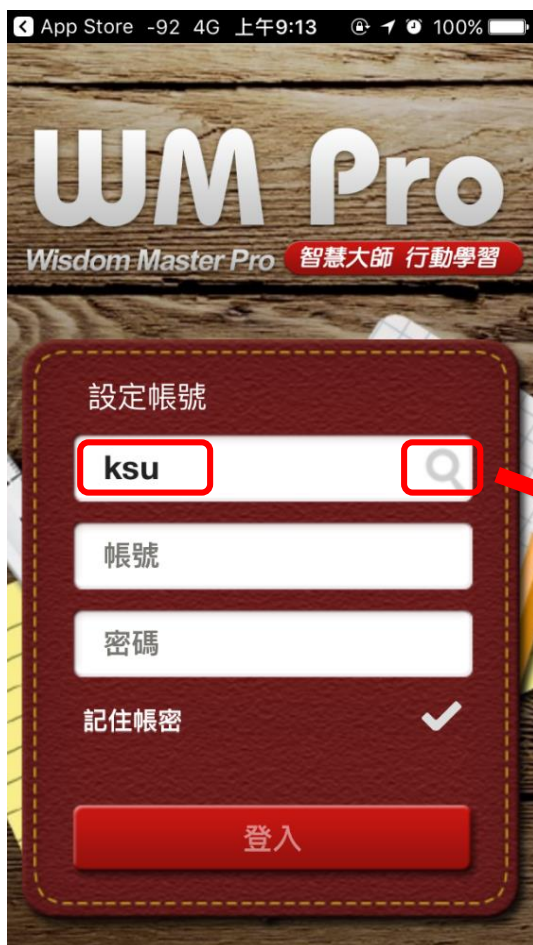 App Store -92 4G 上午9:13 100%
WM Pro
Wisdom Master Pro 智慧大師 行動學習
設定帳號
ksu
帳號
密碼
記住帳密
登入